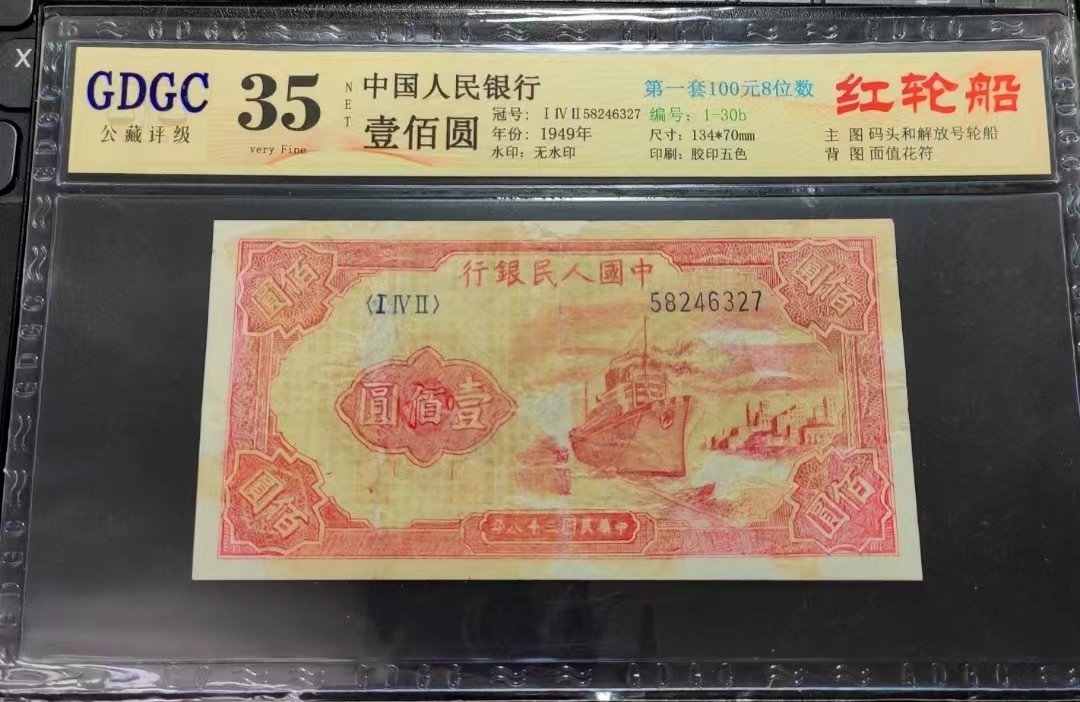 X
GDGC
公藏评级
35
very Fine
NET
中国人民银行
壹佰圆
冠号: I IV II 58246327
年份: 1949年
水印: 无水印
第一套100元8位数
编号: 1-30b
尺寸: 134*70mm
印刷: 胶印五色
红轮船
主 图 码头和解放号轮船
背 图 面值花符
行銀民人國中
〈I IV II〉
58246327
圓佰
圓佰
圓佰壹
圓佰
圓佰
年八十三國民華中